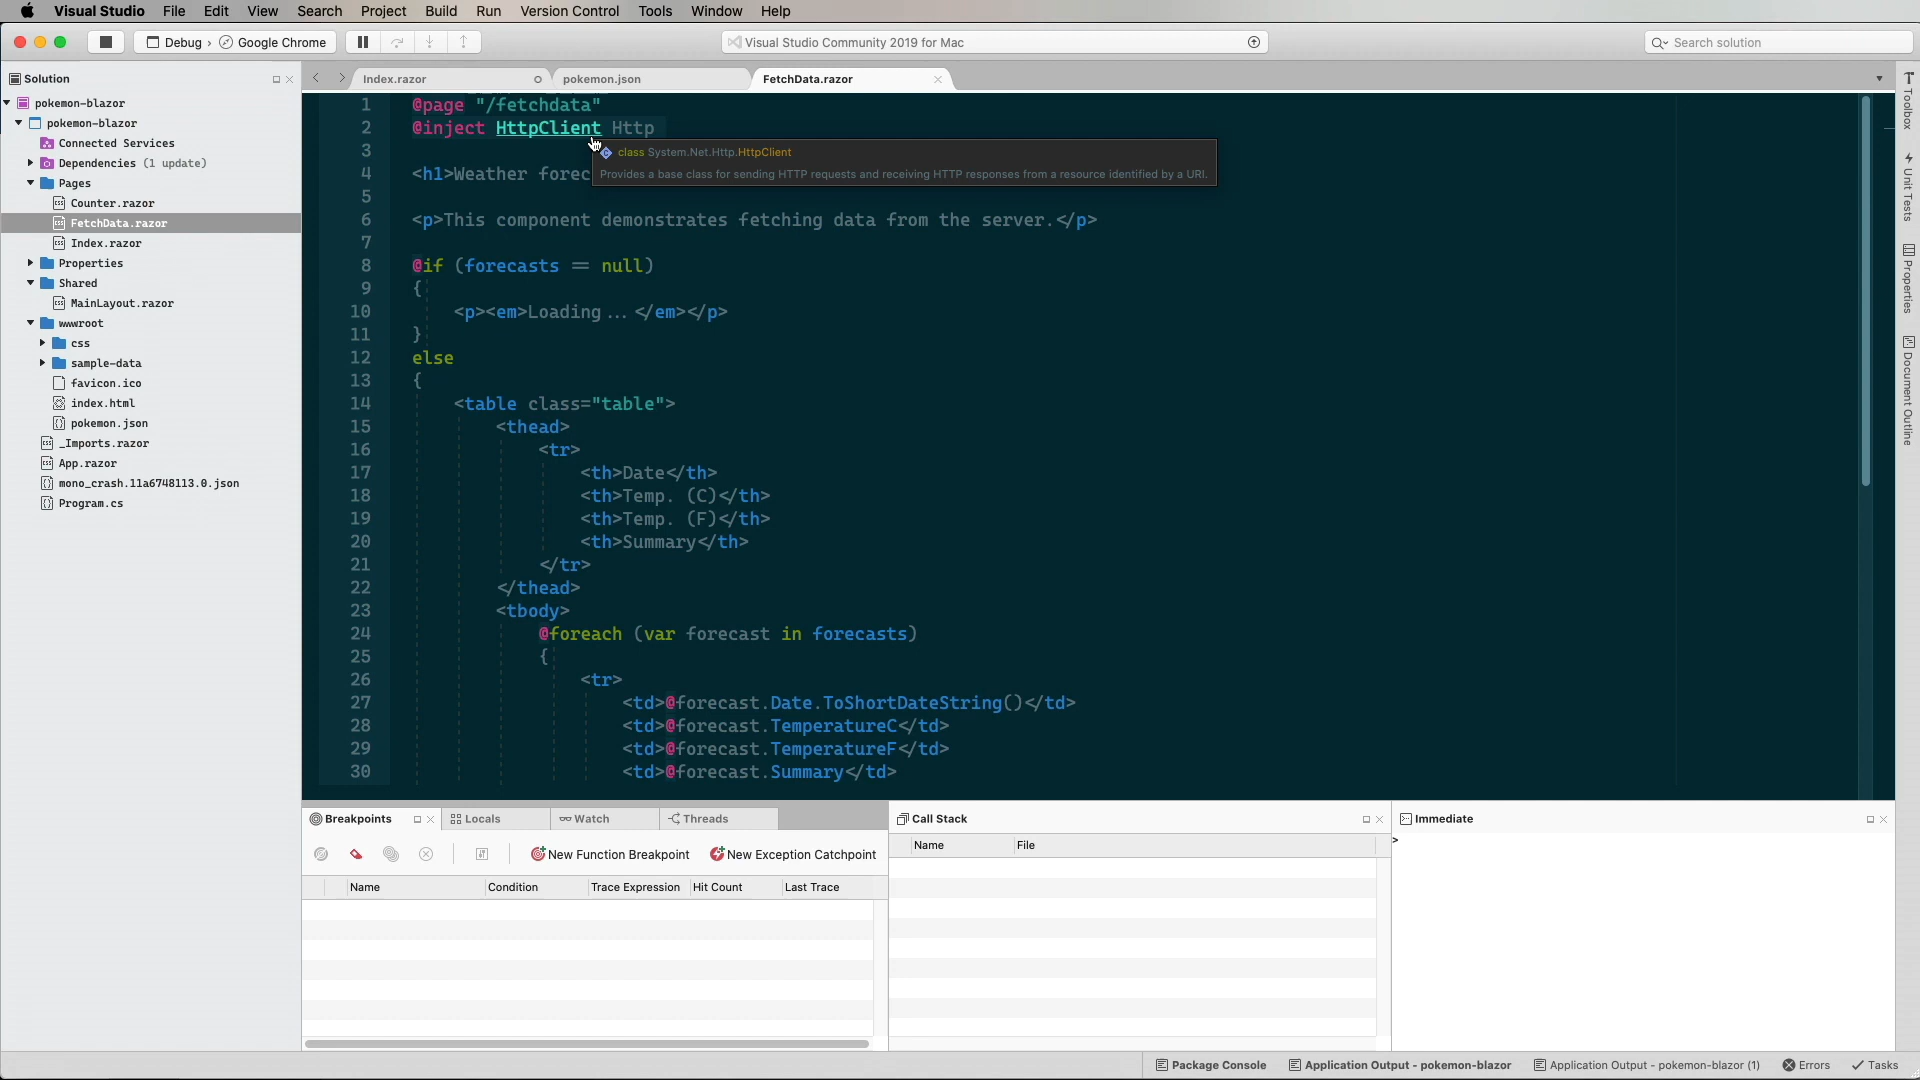 Visual Studio File Edit View Search Project Build Run Version Control Tools Window Help
Debug › Google Chrome
Visual Studio Community 2019 for Mac
Search solution
Solution
Index.razor
pokemon.json
FetchData.razor
pokemon-blazor
pokemon-blazor
Connected Services
Dependencies (1 update)
Pages
Counter.razor
FetchData.razor
Index.razor
Properties
Shared
MainLayout.razor
wwwroot
css
sample-data
favicon.ico
index.html
pokemon.json
_Imports.razor
App.razor
mono_crash.11a6748113.0.json
Program.cs
1 @page "/fetchdata"
2 @inject HttpClient Http
3
class System.Net.Http.HttpClient
Provides a base class for sending HTTP requests and receiving HTTP responses from a resource identified by a URI.
4 <h1>Weather forec
5
6 <p>This component demonstrates fetching data from the server.</p>
7
8 @if (forecasts == null)
9 {
10 <p><em>Loading...</em></p>
11 }
12 else
13 {
14 <table class="table">
15 <thead>
16 <tr>
17 <th>Date</th>
18 <th>Temp. (C)</th>
19 <th>Temp. (F)</th>
20 <th>Summary</th>
21 </tr>
22 </thead>
23 <tbody>
24 @foreach (var forecast in forecasts)
25 {
26 <tr>
27 <td>@forecast.Date.ToShortDateString()</td>
28 <td>@forecast.TemperatureC</td>
29 <td>@forecast.TemperatureF</td>
30 <td>@forecast.Summary</td>
Toolbox
Unit Tests
Properties
Document Outline
Breakpoints
Locals
Watch
Threads
New Function Breakpoint
New Exception Catchpoint
Name Condition Trace Expression Hit Count Last Trace
Call Stack
Name File
Immediate
>
Package Console
Application Output - pokemon-blazor
Application Output - pokemon-blazor (1)
Errors
Tasks